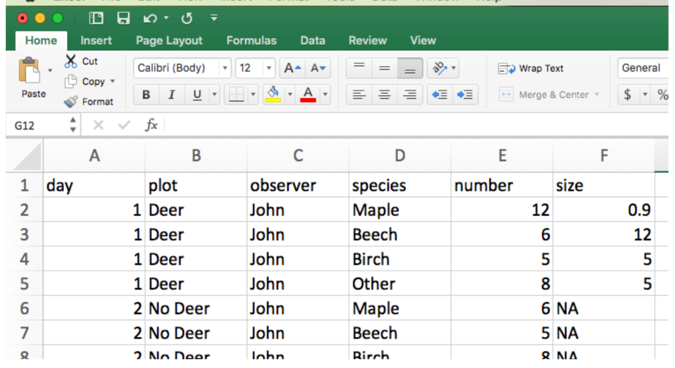 Home Insert Page Layout Formulas Data Review View
Cut
Calibri (Body) 12 A A Wrap Text General
Copy
Paste Format B I U A Merge & Center $ %
G12 fx
A B C D E F
1 day plot observer species number size
2 1 Deer John Maple 12 0.9
3 1 Deer John Beech 6 12
4 1 Deer John Birch 5 5
5 1 Deer John Other 8 5
6 2 No Deer John Maple 6 NA
7 2 No Deer John Beech 5 NA
8 2 No Deer John Birch 8 NA